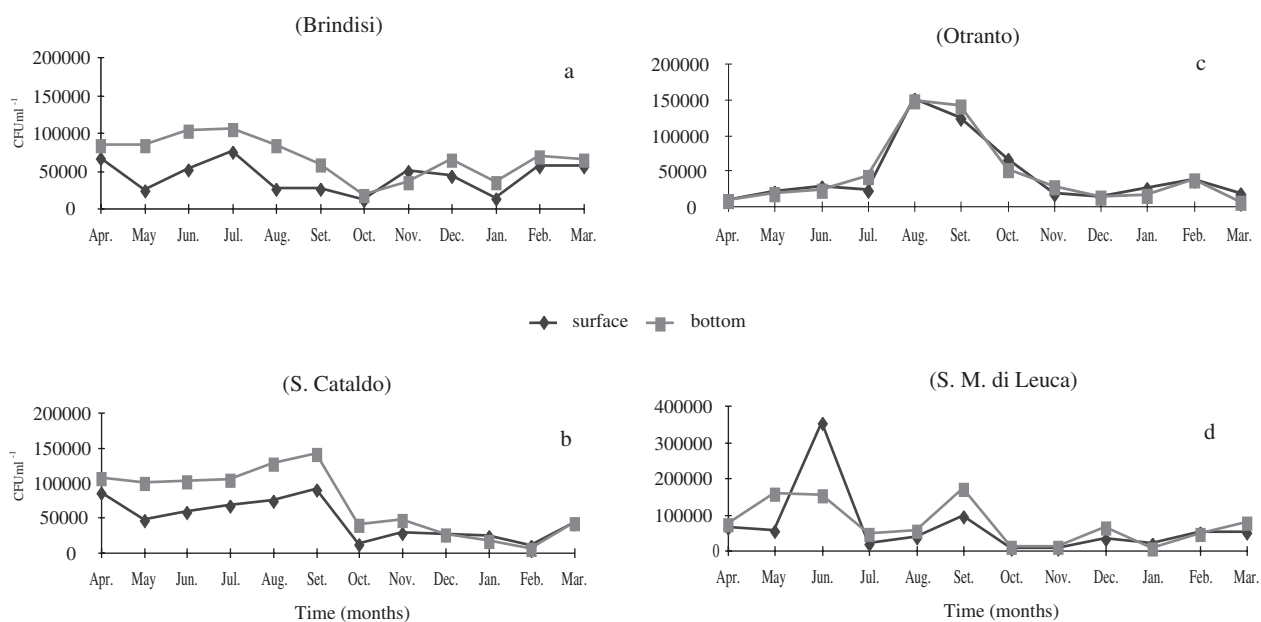 (Brindisi)
a
200000
150000
100000
50000
0
CFUml⁻¹
Apr. May Jun. Jul. Aug. Set. Oct. Nov. Dec. Jan. Feb. Mar.
(Otranto)
c
200000
150000
100000
50000
0
Apr. May Jun. Jul. Aug. Set. Oct. Nov. Dec. Jan. Feb. Mar.
surface bottom
(S. Cataldo)
b
200000
150000
100000
50000
0
CFUml⁻¹
Apr. May Jun. Jul. Aug. Set. Oct. Nov. Dec. Jan. Feb. Mar.
Time (months)
(S. M. di Leuca)
d
400000
300000
200000
100000
0
Apr. May Jun. Jul. Aug. Set. Oct. Nov. Dec. Jan. Feb. Mar.
Time (months)